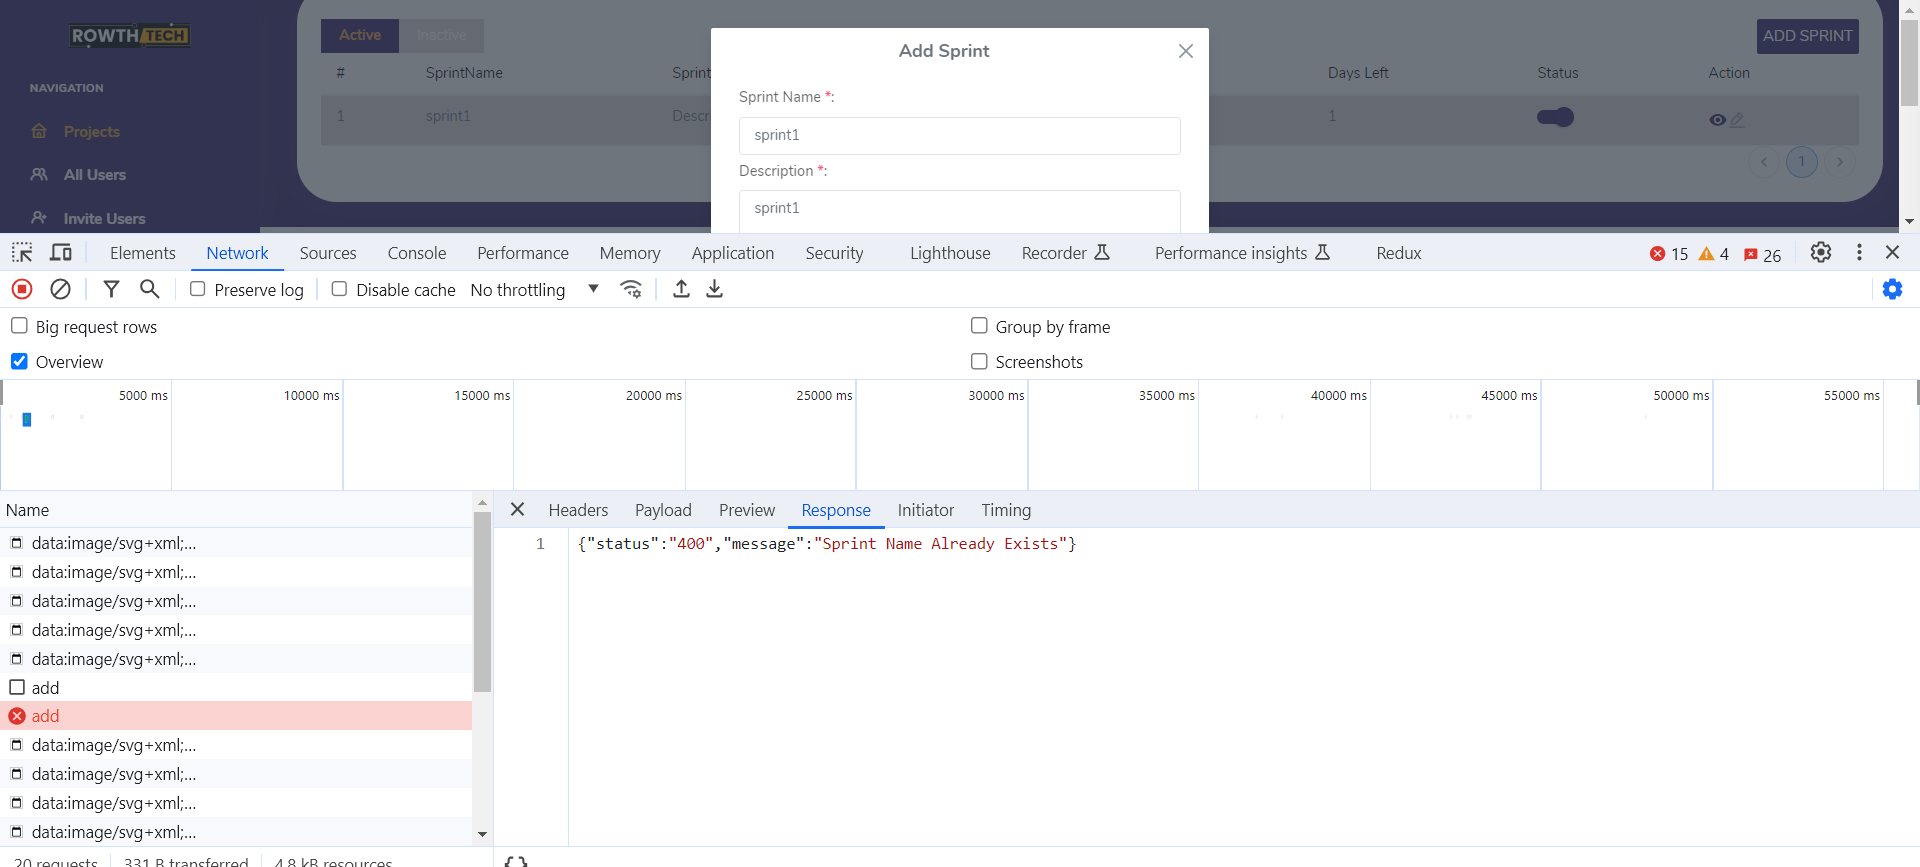 ROWTH TECH
Active Inactive
ADD SPRINT
Add Sprint
# SprintName Sprint Days Left Status Action
NAVIGATION
Sprint Name *:
1 sprint1 Descr 1
Projects
sprint1
1
Description *:
All Users
sprint1
Invite Users
Elements Network Sources Console Performance Memory Application Security Lighthouse Recorder Performance insights Redux 15 4 26
Preserve log Disable cache No throttling
Big request rows Group by frame
Overview Screenshots
5000 ms 10000 ms 15000 ms 20000 ms 25000 ms 30000 ms 35000 ms 40000 ms 45000 ms 50000 ms 55000 ms
Name Headers Payload Preview Response Initiator Timing
1 {"status":"400","message":"Sprint Name Already Exists"}
data:image/svg+xml;...
data:image/svg+xml;...
data:image/svg+xml;...
data:image/svg+xml;...
data:image/svg+xml;...
add
add
data:image/svg+xml;...
data:image/svg+xml;...
data:image/svg+xml;...
data:image/svg+xml;...
20 requests 331 B transferred 4.8 kB resources { }